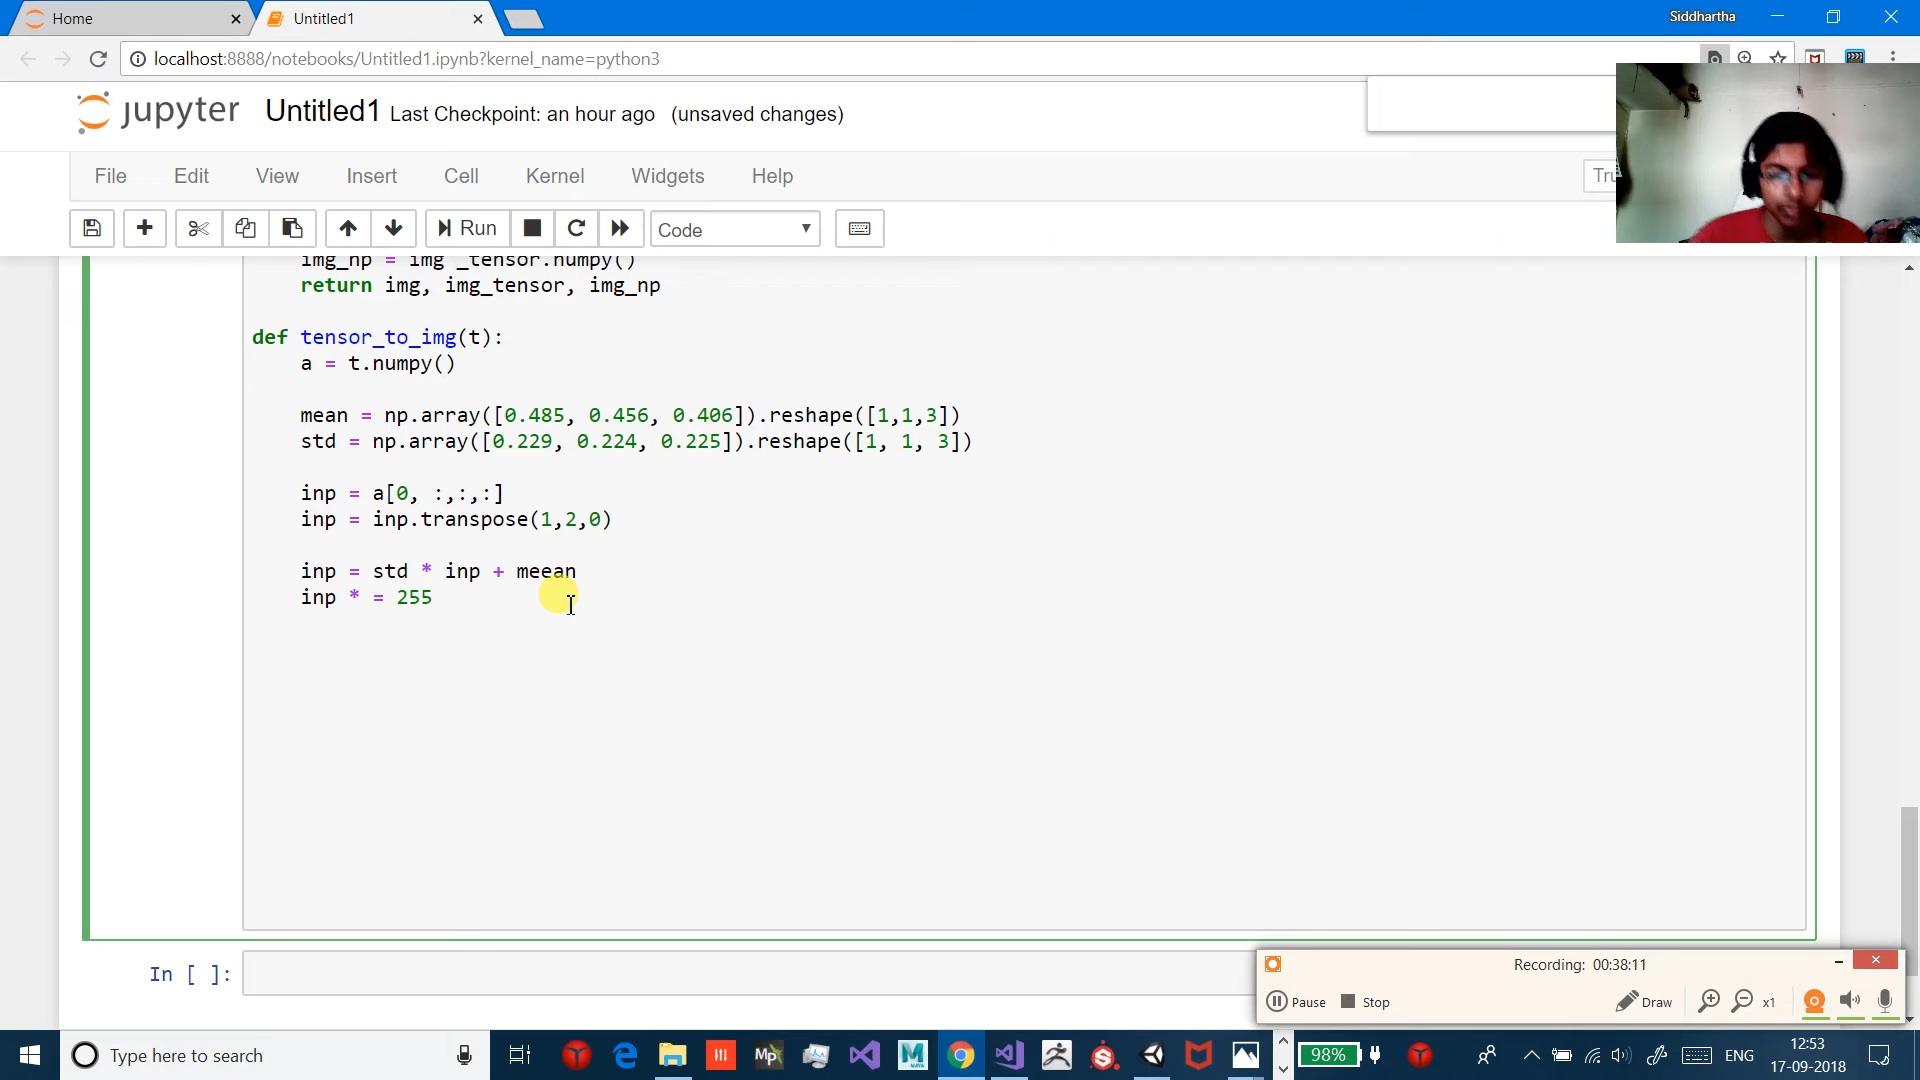 Home
Untitled1
Siddhartha
localhost:8888/notebooks/Untitled1.ipynb?kernel_name=python3
jupyter Untitled1 Last Checkpoint: an hour ago (unsaved changes)
File Edit View Insert Cell Kernel Widgets Help
Run Code
img_np = img _tensor.numpy()
return img, img_tensor, img_np
def tensor_to_img(t):
a = t.numpy()
mean = np.array([0.485, 0.456, 0.406]).reshape([1,1,3])
std = np.array([0.229, 0.224, 0.225]).reshape([1, 1, 3])
inp = a[0, :,:,:]
inp = inp.transpose(1,2,0)
inp = std * inp + meean
inp * = 255
In [ ]:
Recording: 00:38:11
Pause Stop Draw x1
Type here to search
98%
ENG
12:53
17-09-2018